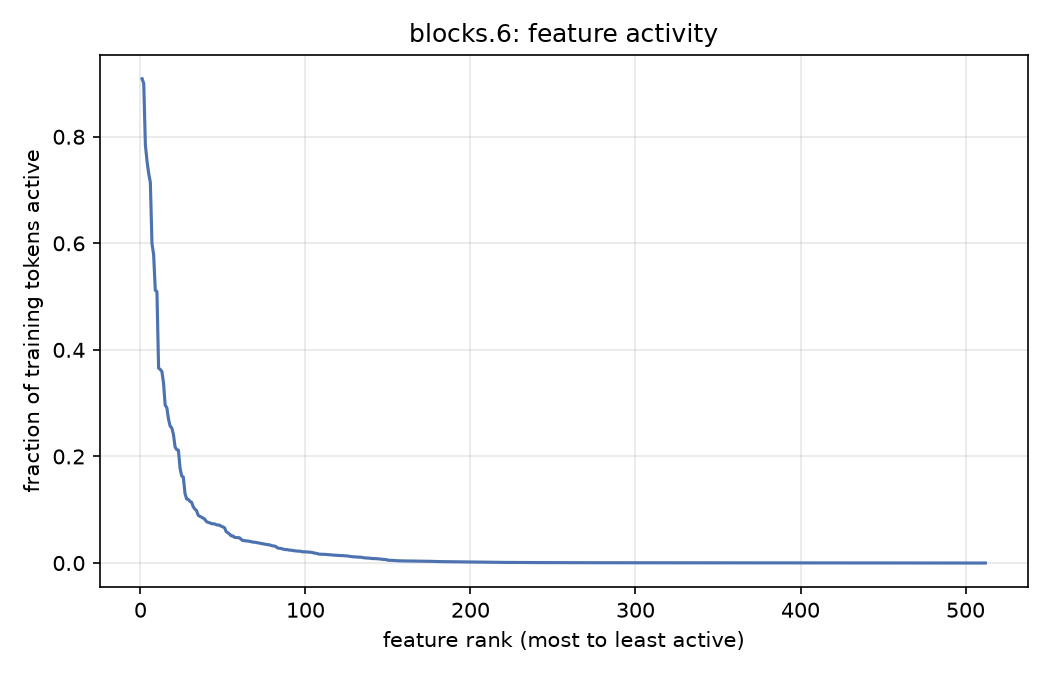 blocks.6: feature activity
fraction of training tokens active
0.8
0.6
0.4
0.2
0.0
0 100 200 300 400 500
feature rank (most to least active)